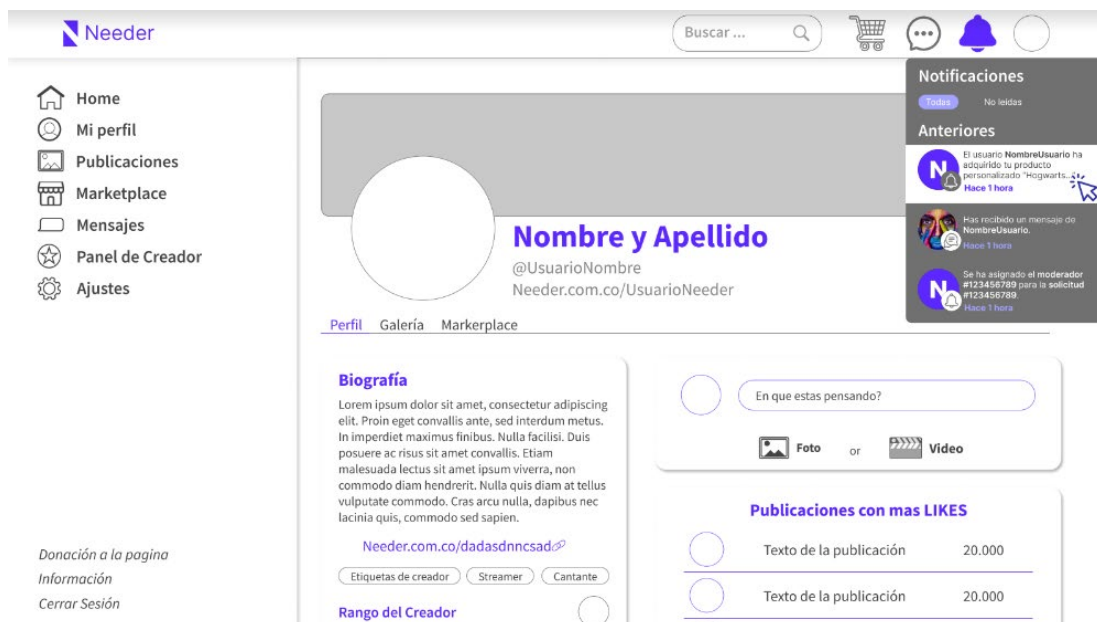 Needer
Buscar ...
Home
Mi perfil
Publicaciones
Marketplace
Mensajes
Panel de Creador
Ajustes
Donación a la pagina
Información
Cerrar Sesión
Nombre y Apellido
@UsuarioNombre
Needer.com.co/UsuarioNeeder
Perfil Galería Markerplace
Biografía
Lorem ipsum dolor sit amet, consectetur adipiscing
elit. Proin eget convallis ante, sed interdum metus.
In imperdiet maximus finibus. Nulla facilisi. Duis
posuere ac risus sit amet convallis. Etiam
malesuada lectus sit amet ipsum viverra, non
commodo diam hendrerit. Nulla quis diam at tellus
vulputate commodo. Cras arcu nulla, dapibus nec
lacinia quis, commodo sed sapien.
Needer.com.co/dadasdnncsad
Etiquetas de creador Streamer Cantante
Rango del Creador
En que estas pensando?
Foto or Video
Publicaciones con mas LIKES
Texto de la publicación 20.000
Texto de la publicación 20.000
Notificaciones
Todas No leidas
Anteriores
El usuario NombreUsuario ha
adquirido tu producto
personalizado "Hogwarts..."
Hace 1 hora
Has recibido un mensaje de
NombreUsuario.
Hace 1 hora
Se ha asignado el moderador
#123456789 para la solicitud
#123456789.
Hace 1 hora